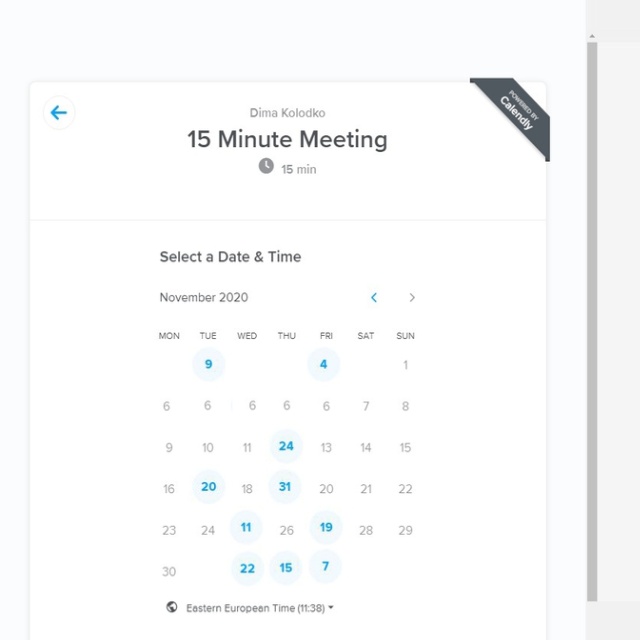 Dima Kolodko
POWERED BY
Calendly
15 Minute Meeting
15 min
Select a Date & Time
November 2020
MON TUE WED THU FRI SAT SUN
9 4 1
6 6 6 6 6 7 8
9 10 11 24 13 14 15
16 20 18 31 20 21 22
23 24 11 26 19 28 29
30 22 15 7
Eastern European Time (11:38)